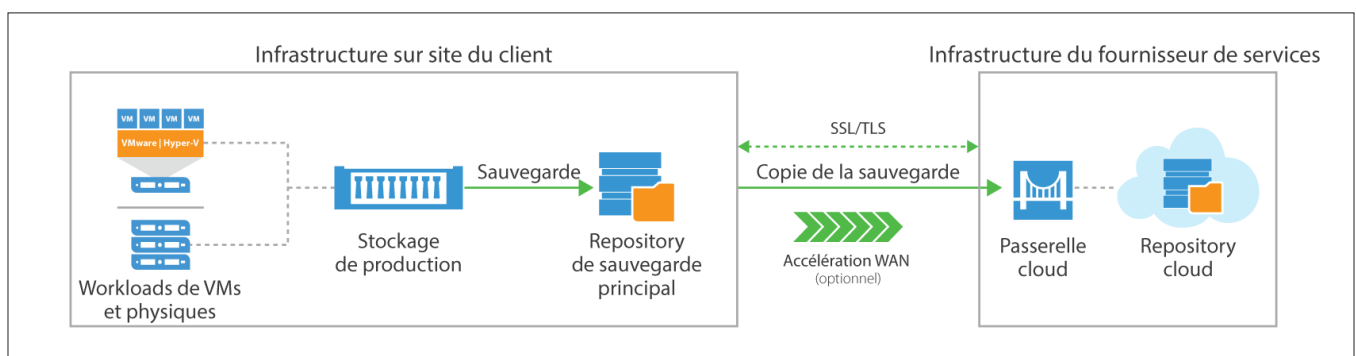 Infrastructure sur site du client
Infrastructure du fournisseur de services
VM VM VM VM
VMware | Hyper-V
Workloads de VMs
et physiques
Stockage
de production
Sauvegarde
Repository
de sauvegarde
principal
SSL/TLS
Copie de la sauvegarde
Accélération WAN
(optionnel)
Passerelle
cloud
Repository
cloud